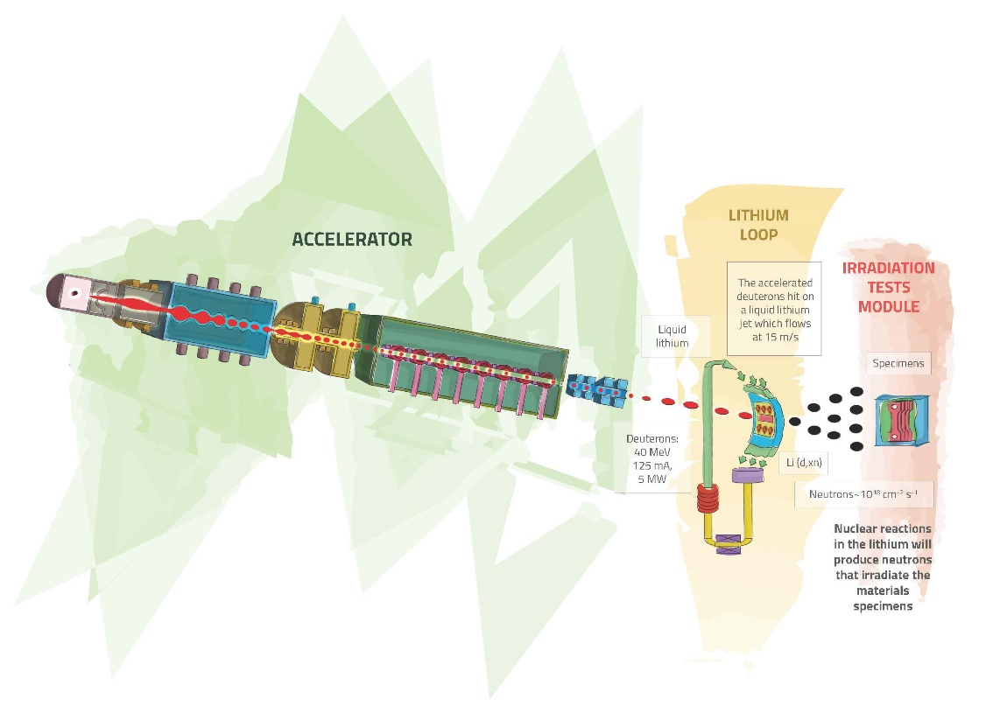 ACCELERATOR
LITHIUM
LOOP
The accelerated
deuterons hit on
a liquid lithium
jet which flows
at 15 m/s
Liquid
lithium
Deuterons:
40 MeV
125 mA,
5 MW
IRRADIATION
TESTS
MODULE
Specimens
Li (d,xn)
Neutrons~10¹⁸ cm⁻² s⁻¹
Nuclear reactions
in the lithium will
produce neutrons
that irradiate the
materials
specimens